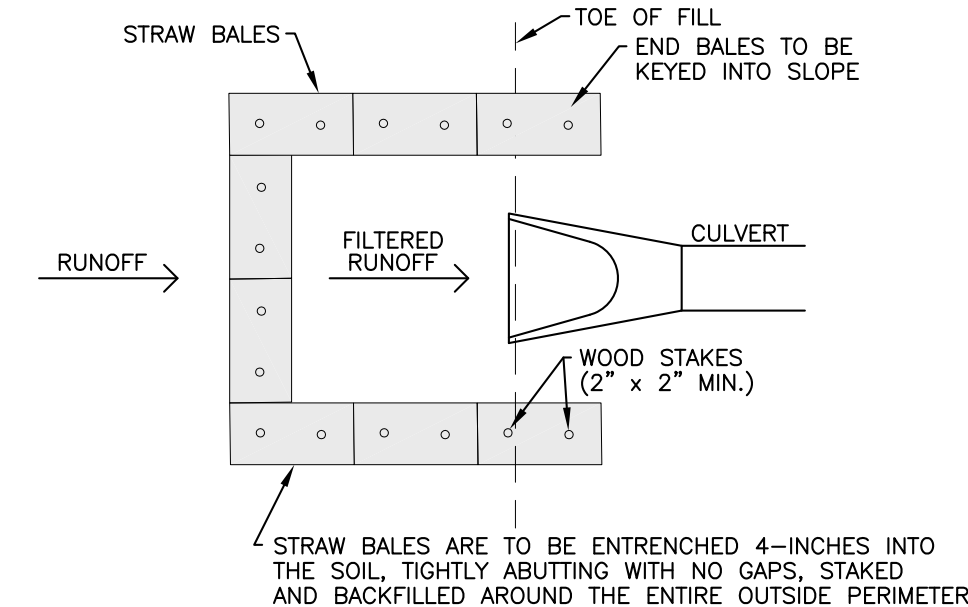 STRAW BALES
TOE OF FILL
END BALES TO BE
KEYED INTO SLOPE
RUNOFF
FILTERED
RUNOFF
CULVERT
WOOD STAKES
(2” x 2” MIN.)
STRAW BALES ARE TO BE ENTRENCHED 4–INCHES INTO
THE SOIL, TIGHTLY ABUTTING WITH NO GAPS, STAKED
AND BACKFILLED AROUND THE ENTIRE OUTSIDE PERIMETER